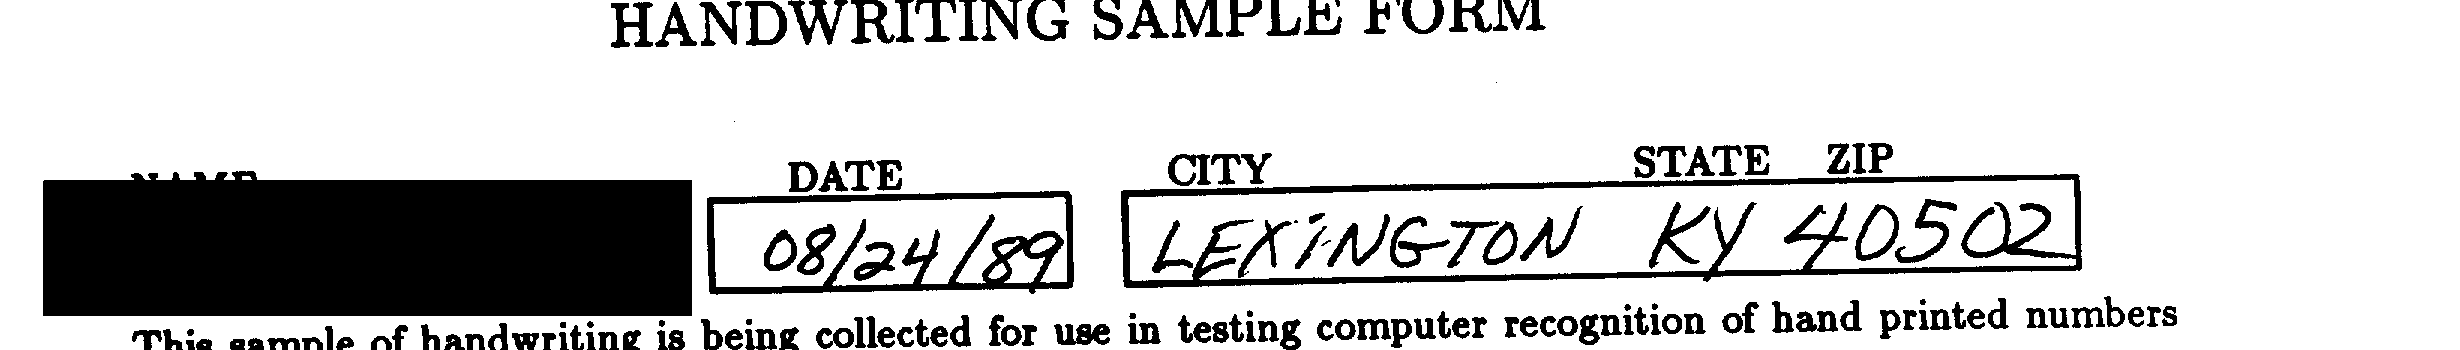 HANDWRITING SAMPLE FORM
NAME DATE CITY STATE ZIP
08/24/89 LEXINGTON KY 40502
This sample of handwriting is being collected for use in testing computer recognition of hand printed numbers